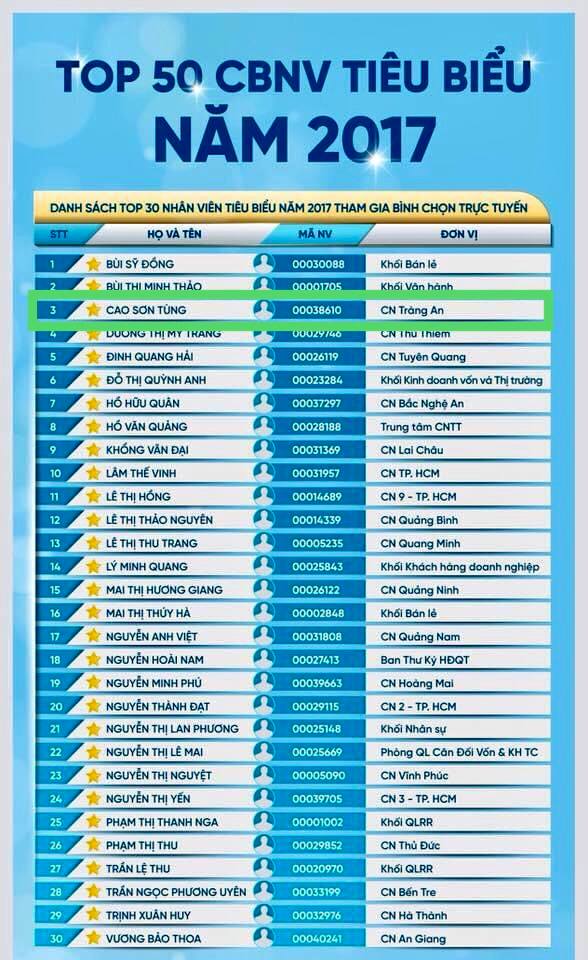 TOP 50 CBNV TIÊU BIỂU
NĂM 2017
DANH SÁCH TOP 30 NHÂN VIÊN TIÊU BIỂU NĂM 2017 THAM GIA BÌNH CHỌN TRỰC TUYẾN
STT HỌ VÀ TÊN MÃ NV ĐƠN VỊ
1 BÙI SỸ ĐỒNG 00030088 Khối Bán lẻ
2 BÙI THỊ MINH THẢO 00001705 Khối Vận hành
3 CAO SƠN TÙNG 00038610 CN Tràng An
4 DƯƠNG THỊ MỸ TRANG 00029746 CN Thủ Thiêm
5 ĐINH QUANG HẢI 00026119 CN Tuyên Quang
6 ĐỖ THỊ QUỲNH ANH 00023284 Khối Kinh doanh vốn và Thị trường
7 HỒ HỮU QUÂN 00037297 CN Bắc Nghệ An
8 HỒ VĂN QUẢNG 00028188 Trung tâm CNTT
9 KHỔNG VĂN ĐẠI 00031369 CN Lai Châu
10 LÂM THẾ VINH 00031957 CN TP. HCM
11 LÊ THỊ HỒNG 00014689 CN 9 - TP. HCM
12 LÊ THỊ THẢO NGUYÊN 00014339 CN Quảng Bình
13 LÊ THỊ THU TRANG 00005235 CN Quang Minh
14 LÝ MINH QUANG 00025843 Khối Khách hàng doanh nghiệp
15 MAI THỊ HƯƠNG GIANG 00026122 CN Quảng Ninh
16 MAI THỊ THÚY HÀ 00002848 Khối Bán lẻ
17 NGUYỄN ANH VIỆT 00031808 CN Quảng Nam
18 NGUYỄN HOÀI NAM 00027413 Ban Thư Ký HĐQT
19 NGUYỄN MINH PHÚ 00039663 CN Hoàng Mai
20 NGUYỄN THÀNH ĐẠT 00029115 CN 2 - TP. HCM
21 NGUYỄN THỊ LAN PHƯƠNG 00025148 Khối Nhân sự
22 NGUYỄN THỊ LÊ MAI 00025669 Phòng QL Cân Đối Vốn & KH TC
23 NGUYỄN THỊ NGUYỆT 00005090 CN Vĩnh Phúc
24 NGUYỄN THỊ YẾN 00039705 CN 3 - TP. HCM
25 PHẠM THỊ THANH NGA 00001002 Khối QLRR
26 PHẠM THỊ THU 00029852 CN Thủ Đức
27 TRẦN LỆ THU 00020970 Khối QLRR
28 TRẦN NGỌC PHƯƠNG UYÊN 00033199 CN Bến Tre
29 TRỊNH XUÂN HUY 00032976 CN Hà Thành
30 VƯƠNG BẢO THOA 00040241 CN An Giang